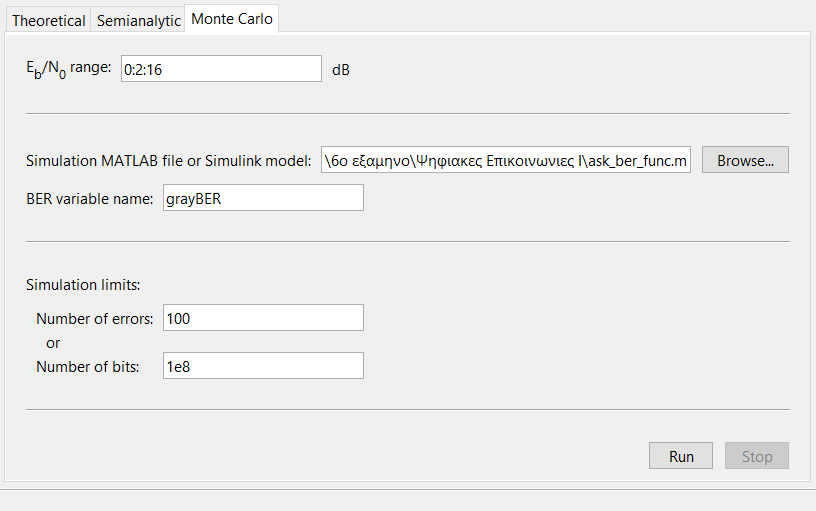 Theoretical Semianalytic Monte Carlo
Eb/N0 range: 0:2:16 dB
Simulation MATLAB file or Simulink model: \6ο εξαμηνο\Ψηφιακες Επικοινωνιες Ι\ask_ber_func.m Browse...
BER variable name: grayBER
Simulation limits:
Number of errors: 100
or
Number of bits: 1e8
Run Stop